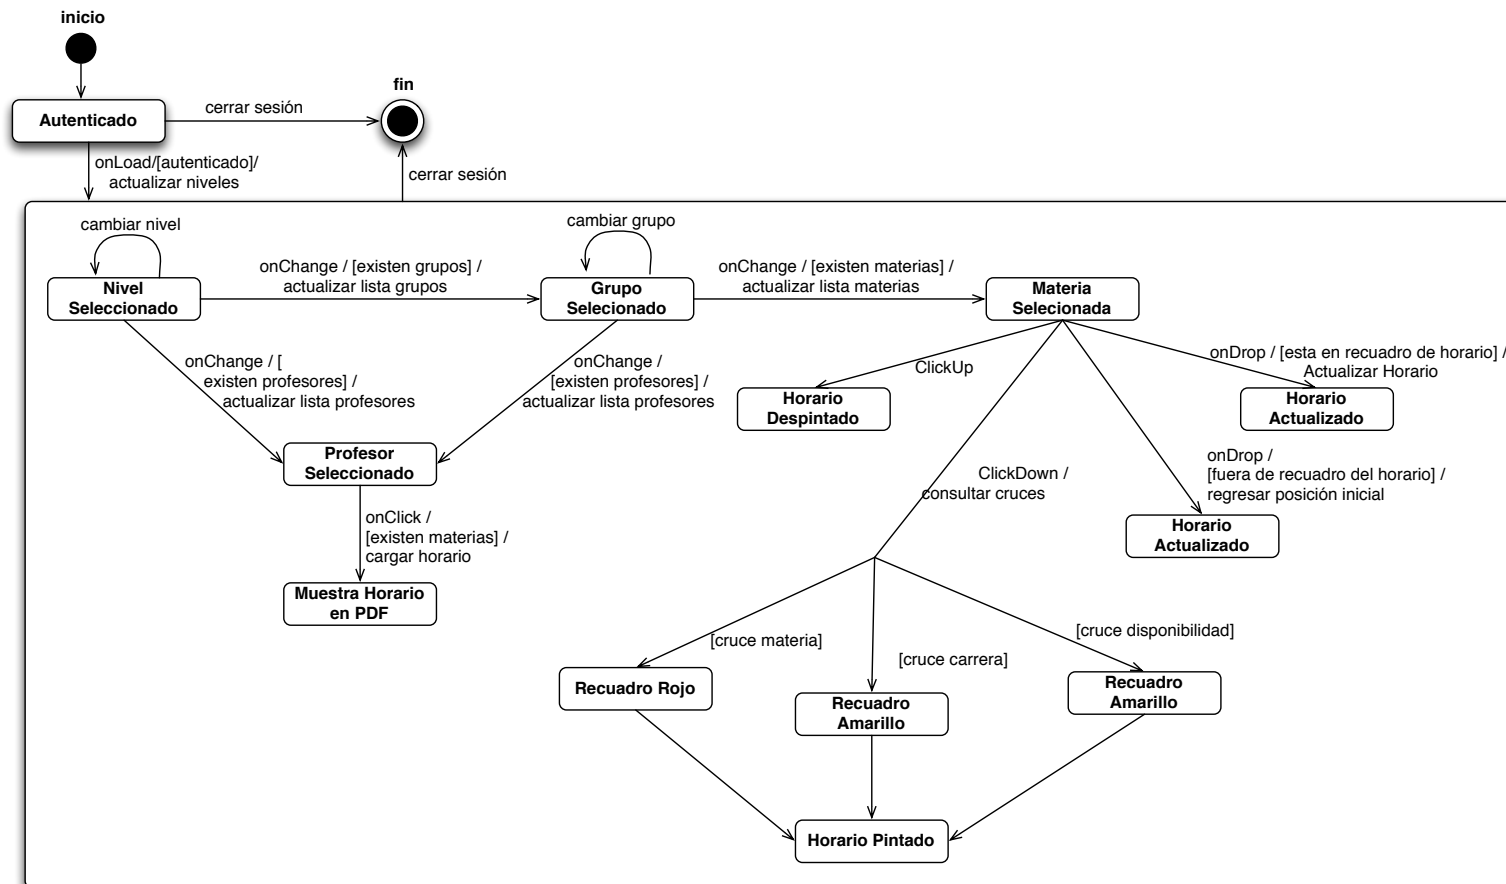 inicio
fin
Autenticado
cerrar sesión
onLoad/[autenticado]/
actualizar niveles
cerrar sesión
cambiar nivel
cambiar grupo
onChange / [existen grupos] /
actualizar lista grupos
onChange / [existen materias] /
actualizar lista materias
Nivel
Seleccionado
Grupo
Selecionado
Materia
Selecionada
onChange / [
existen profesores] /
actualizar lista profesores
onChange /
[existen profesores] /
actualizar lista profesores
ClickUp
onDrop / [esta en recuadro de horario] /
Actualizar Horario
Horario
Despintado
Horario
Actualizado
Profesor
Seleccionado
ClickDown /
consultar cruces
onDrop /
[fuera de recuadro del horario] /
regresar posición inicial
onClick /
[existen materias] /
cargar horario
Horario
Actualizado
Muestra Horario
en PDF
[cruce materia]
[cruce carrera]
[cruce disponibilidad]
Recuadro Rojo
Recuadro
Amarillo
Recuadro
Amarillo
Horario Pintado